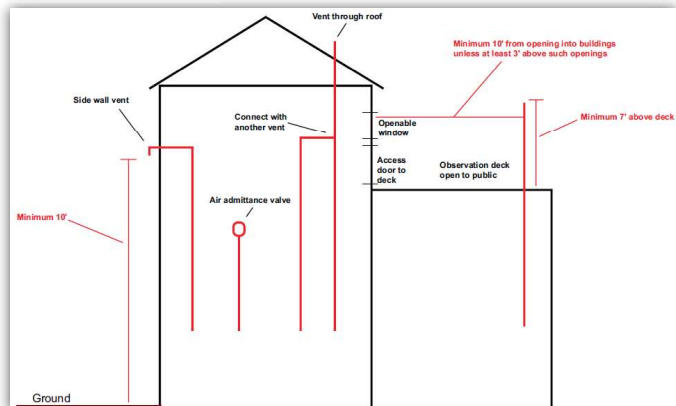 Vent through roof
Minimum 10' from opening into buildings
unless at least 3' above such openings
Side wall vent
Connect with
another vent
Openable
window
Minimum 7' above deck
Access
door to
deck
Observation deck
open to public
Air admittance valve
Minimum 10'
Ground